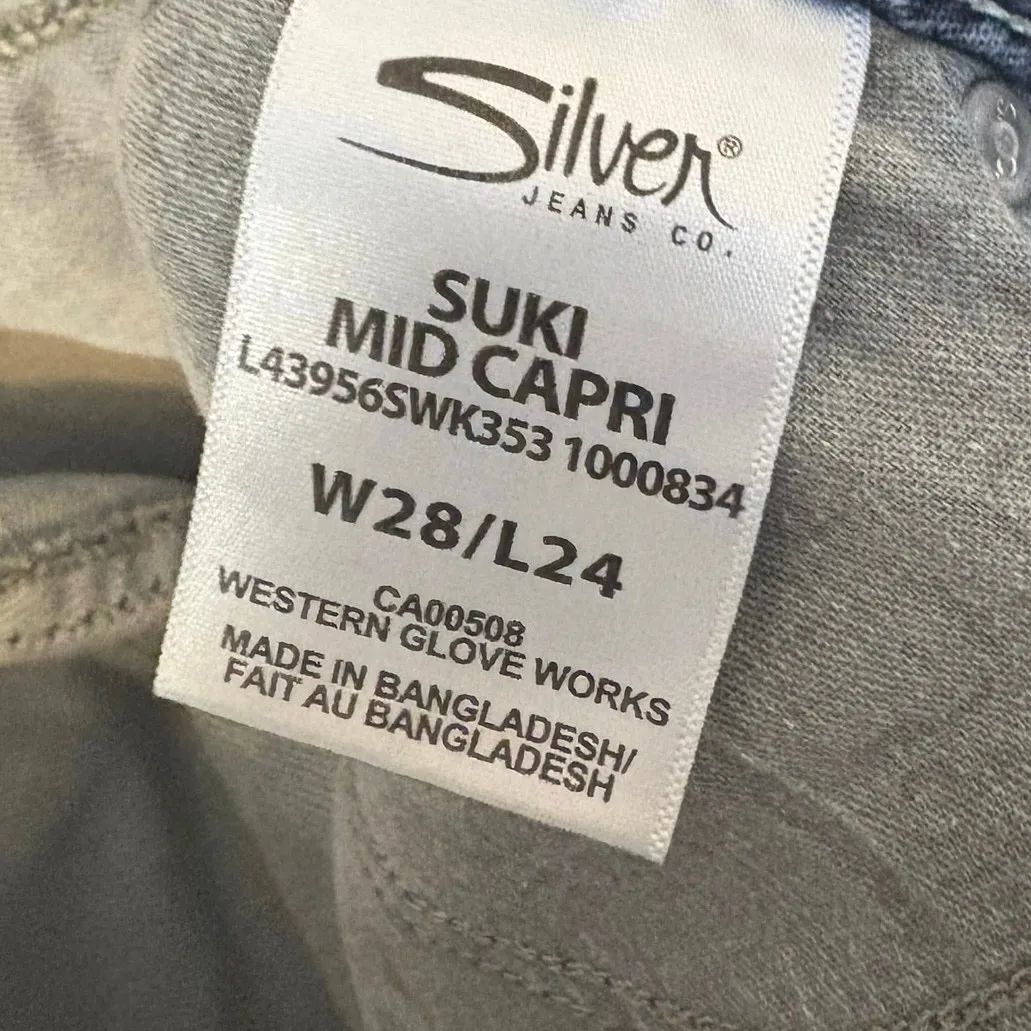 Silver®
JEANS CO.
SUKI
MID CAPRI
L43956SWK353 1000834
W28/L24
CA00508
WESTERN GLOVE WORKS
MADE IN BANGLADESH/
FAIT AU BANGLADESH